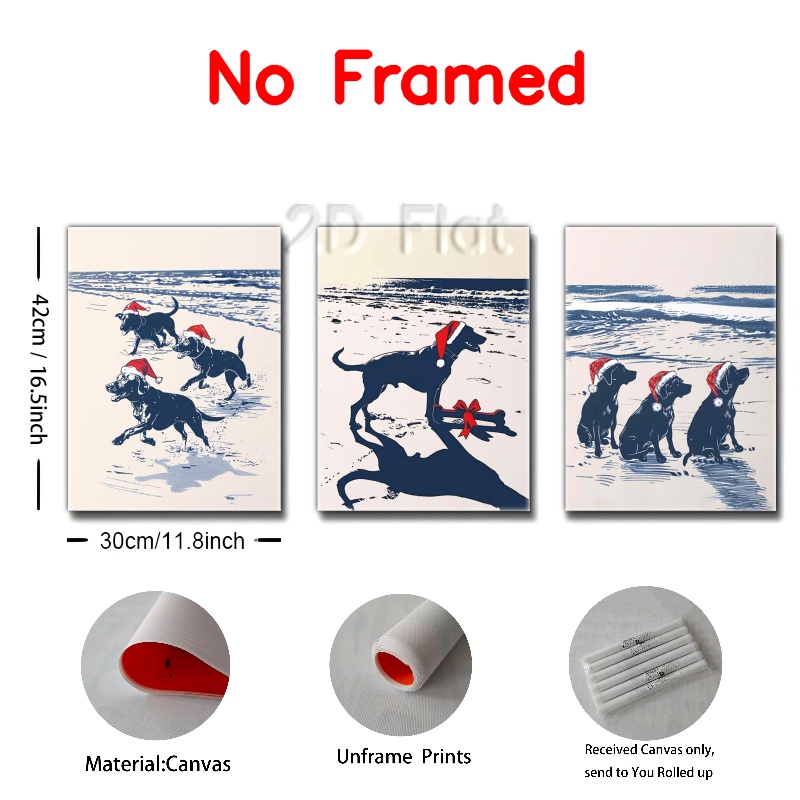 No Framed
2D Flat
42cm / 16.5inch
30cm/11.8inch
Material:Canvas
Unframe Prints
Received Canvas only,
send to You Rolled up